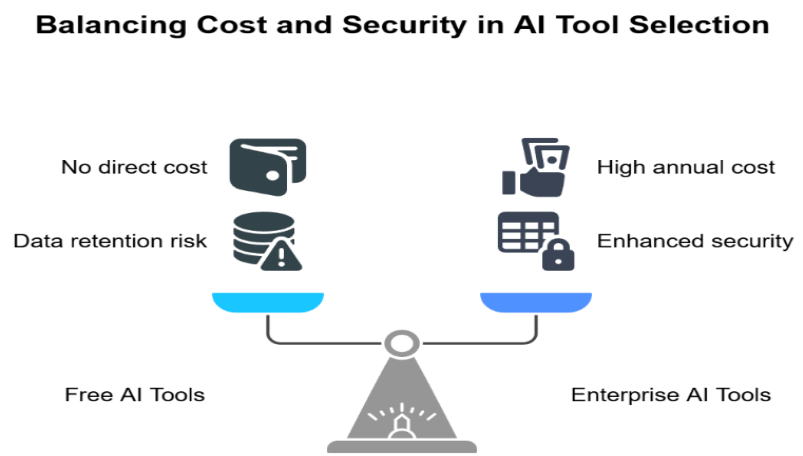 Balancing Cost and Security in AI Tool Selection
No direct cost
High annual cost
Data retention risk
Enhanced security
Free AI Tools
Enterprise AI Tools